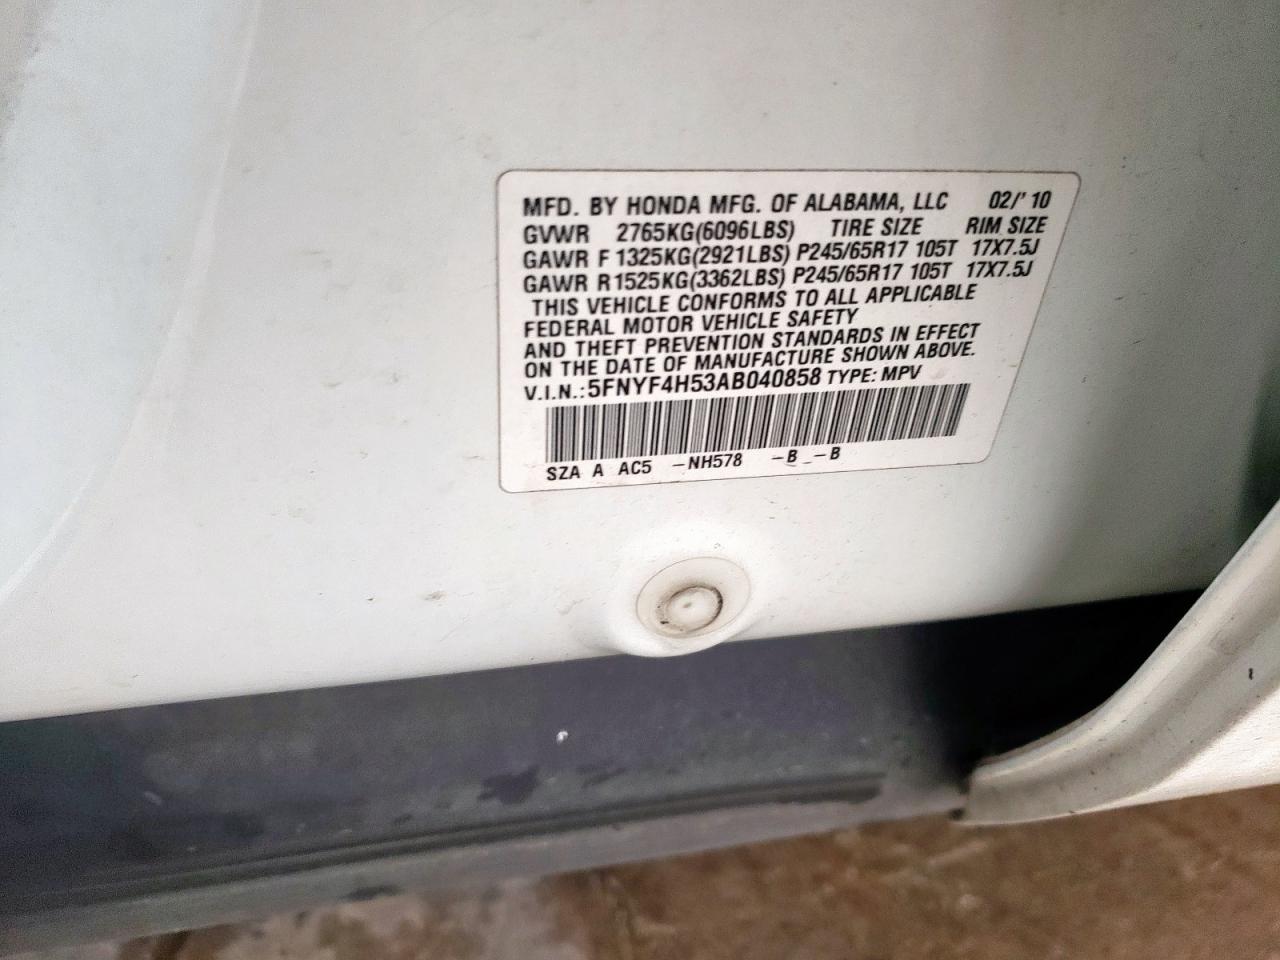 MFD. BY HONDA MFG. OF ALABAMA, LLC 02/' 10
GVWR 2765KG(6096LBS) TIRE SIZE RIM SIZE
GAWR F 1325KG(2921LBS) P245/65R17 105T 17X7.5J
GAWR R1525KG(3362LBS) P245/65R17 105T 17X7.5J
THIS VEHICLE CONFORMS TO ALL APPLICABLE
FEDERAL MOTOR VEHICLE SAFETY
AND THEFT PREVENTION STANDARDS IN EFFECT
ON THE DATE OF MANUFACTURE SHOWN ABOVE.
V.I.N.:5FNYF4H53AB040858 TYPE: MPV
SZA A AC5 –NH578 –B _–B